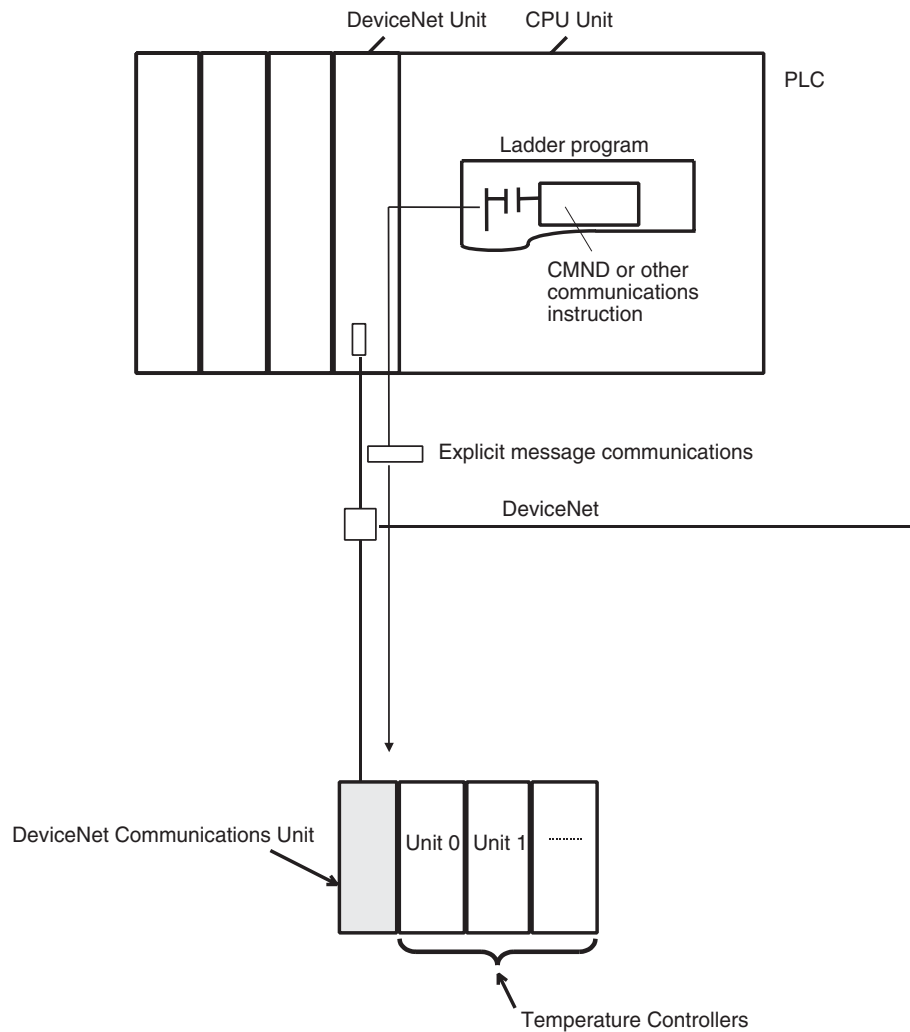 DeviceNet Unit
CPU Unit
PLC
Ladder program
CMND or other
communications
instruction
Explicit message communications
DeviceNet
DeviceNet Communications Unit
Unit 0
Unit 1
..........
Temperature Controllers